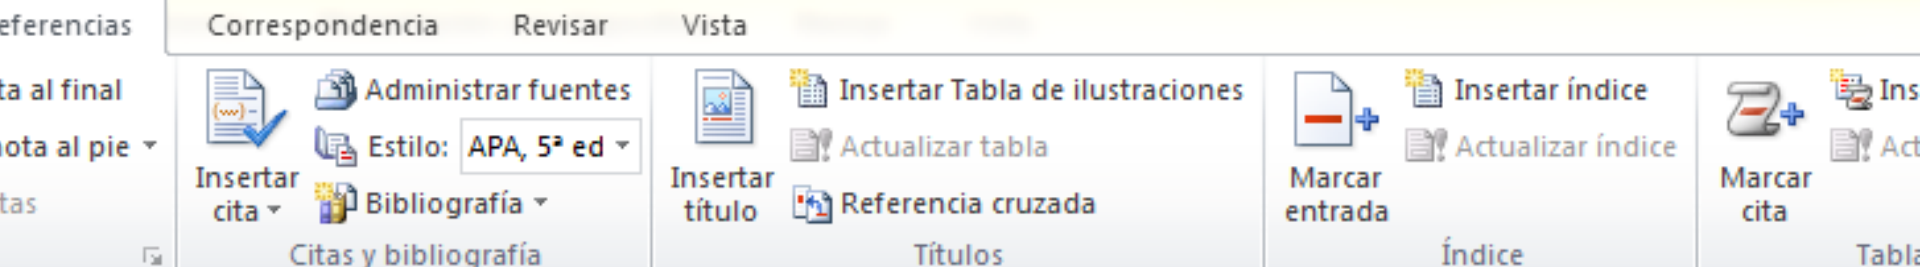 eferencias Correspondencia Revisar Vista
ta al final
nota al pie
tas
Insertar
cita
Administrar fuentes
Estilo: APA, 5ª ed
Bibliografía
Citas y bibliografía
Insertar
título
Insertar Tabla de ilustraciones
Actualizar tabla
Referencia cruzada
Títulos
Marcar
entrada
Insertar índice
Actualizar índice
Índice
Marcar
cita
Ins
Act
Tabla